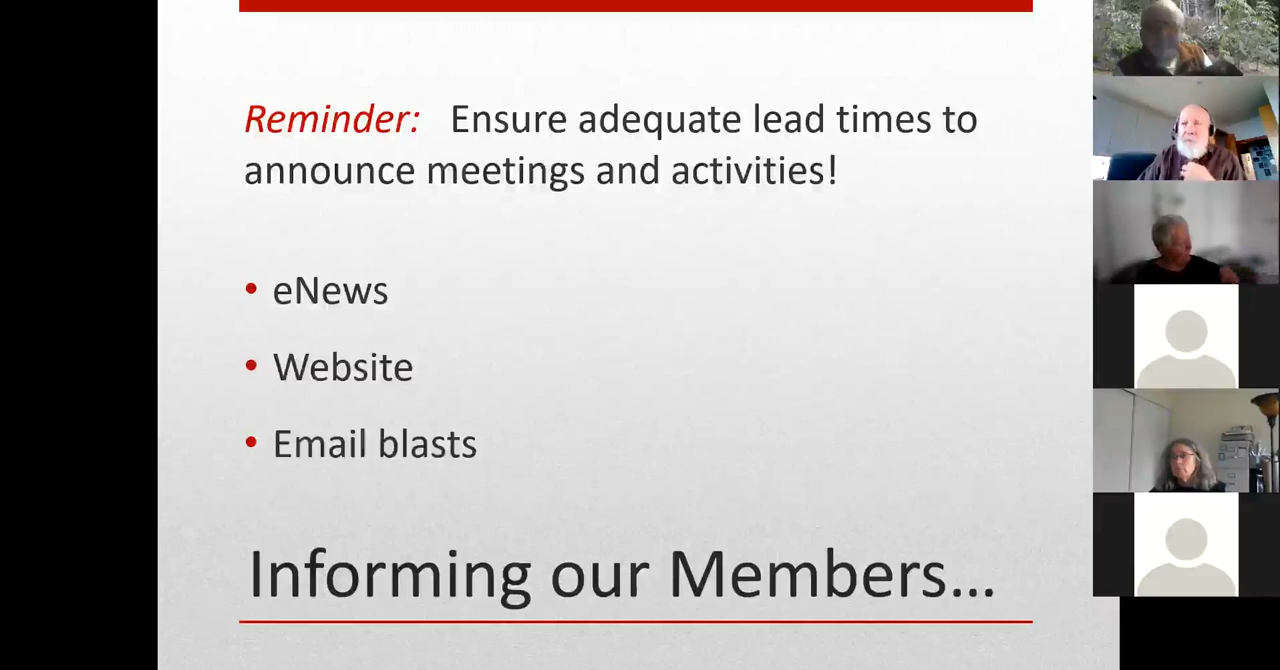 Reminder: Ensure adequate lead times to
announce meetings and activities!
• eNews
• Website
• Email blasts
Informing our Members...